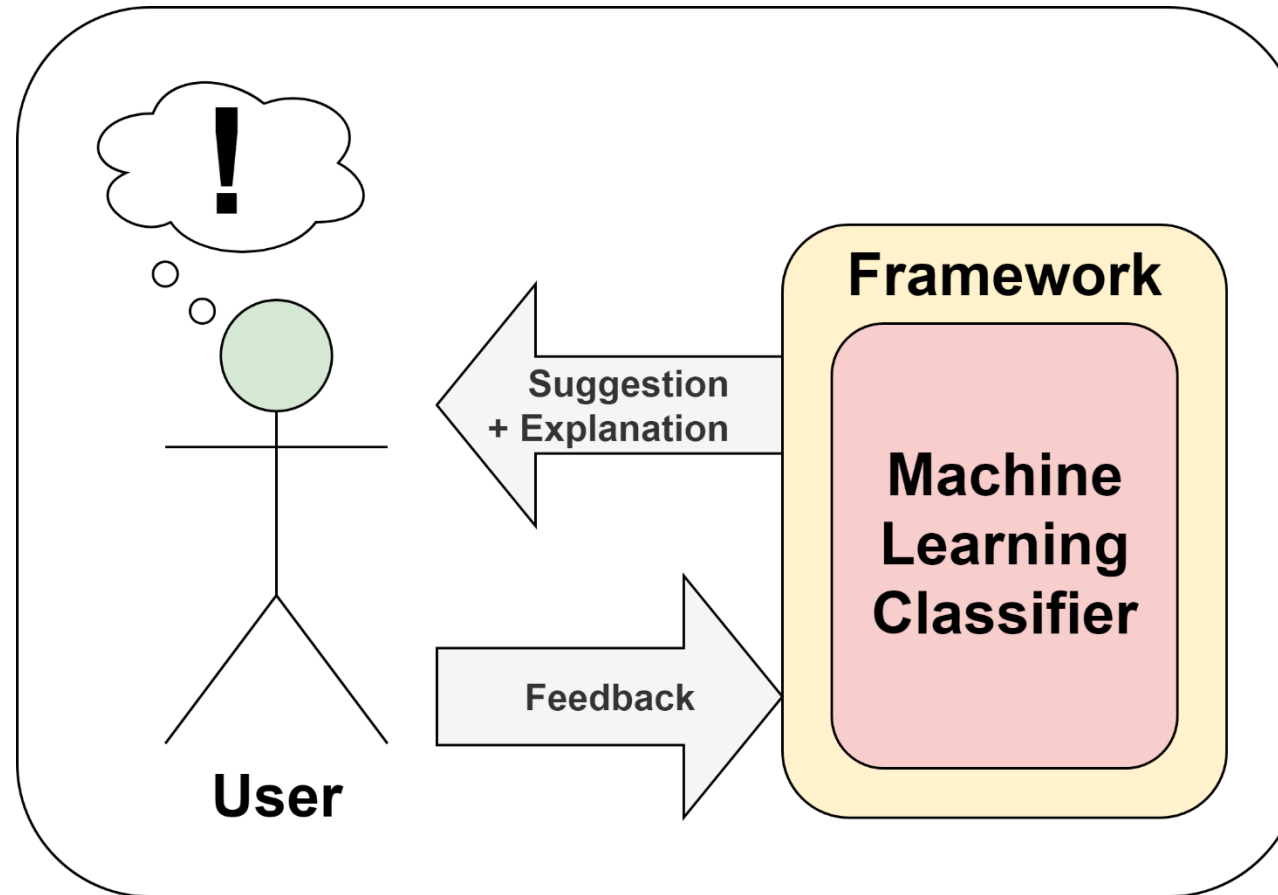 !
Framework
Suggestion
+ Explanation
Machine
Learning
Classifier
Feedback
User